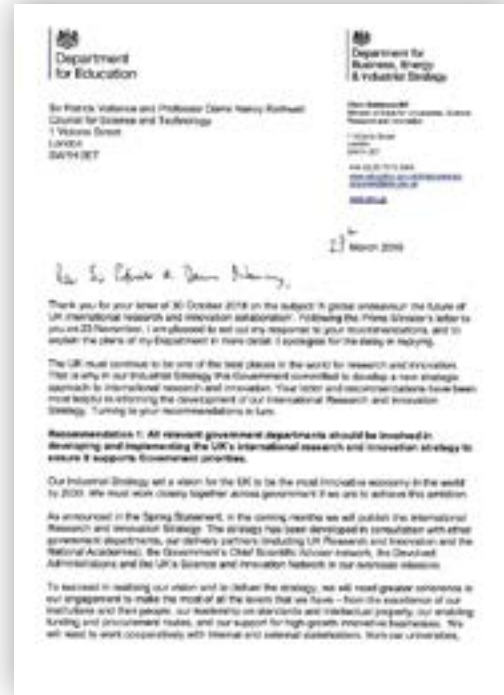 Department
for Education
Department for
Business, Energy
& Industrial Strategy
Sir Patrick Vallance and Professor Dame Nancy Rothwell
Council for Science and Technology
1 Victoria Street
London
SW1H 0ET
1 Victoria Street
London
March 2019
Sir Patrick & Dame Nancy,
Thank you for your letter of 30 October 2018 on the subject 'A global endeavour: the future of
UK international research and innovation collaboration'. Following the Prime Minister's letter to
you on 23 November, I am pleased to set out my response to your recommendations, and to
explain the plans of my Department in more detail. I apologise for the delay in replying.
The UK must continue to be one of the best places in the world for research and innovation.
That is why in our Industrial Strategy this Government committed to develop a new strategic
approach to international research and innovation. Your letter and recommendations have been
most helpful in informing the development of our International Research and Innovation
Strategy. Turning to your recommendations in turn:
Recommendation 1: All relevant government departments should be involved in
developing and implementing the UK's international research and innovation strategy to
ensure it supports Government priorities.
Our Industrial Strategy set a vision for the UK to be the most innovative economy in the world
by 2030. We must work closely together across government if we are to achieve this ambition.
As announced in the Spring Statement, in the coming months we will publish the International
Research and Innovation Strategy. The strategy has been developed in consultation with other
government departments, our delivery partners (including UK Research and Innovation and the
National Academies), the Government's Chief Scientific Adviser network, the Devolved
Administrations and the UK's Science and Innovation Network in our overseas missions.
To succeed in realising our vision and to deliver the strategy, we will need greater coherence in
our engagement to make the most of all the levers that we have – from the excellence of our
institutions and their people, our leadership on standards and intellectual property, our enabling
funding and procurement routes, and our support for high-growth innovative businesses. We
will need to work cooperatively with internal and external stakeholders, from our universities,